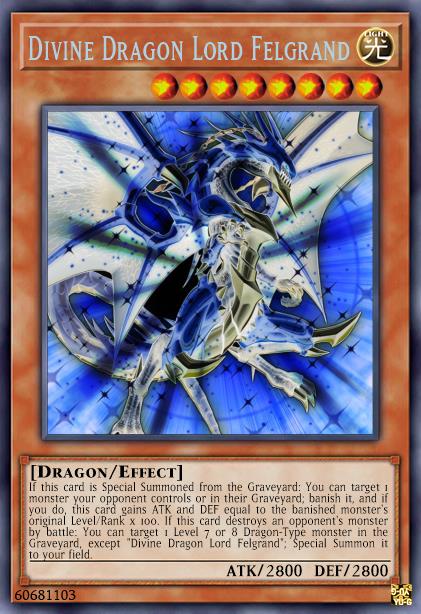 Divine Dragon Lord Felgrand
LIGHT
光
[Dragon/Effect]
If this card is Special Summoned from the Graveyard: You can target 1
monster your opponent controls or in their Graveyard; banish it, and if
you do, this card gains ATK and DEF equal to the banished monster's
original Level/Rank x 100. If this card destroys an opponent's monster
by battle: You can target 1 Level 7 or 8 Dragon-Type monster in the
Graveyard, except "Divine Dragon Lord Felgrand"; Special Summon it
to your field.
ATK/2800 DEF/2800
60681103